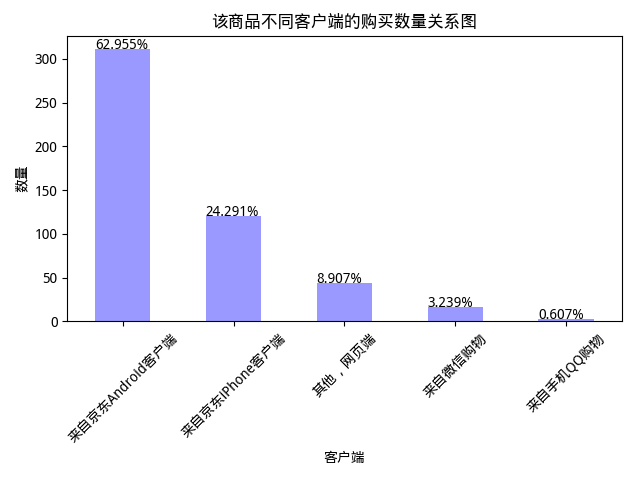 该商品不同客户端的购买数量关系图
数量
300
250
200
150
100
50
0
62.955%
24.291%
8.907%
3.239%
0.607%
来自京东Android客户端
来自京东iPhone客户端
其他，网页端
来自微信购物
来自手机QQ购物
客户端